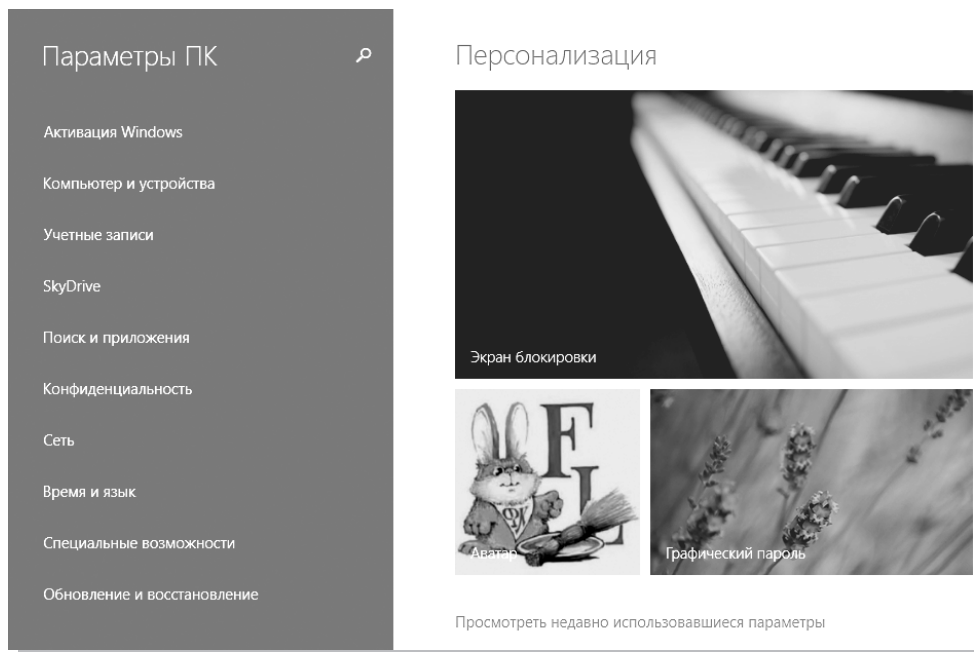 Параметры ПК
Активация Windows
Компьютер и устройства
Учетные записи
SkyDrive
Поиск и приложения
Конфиденциальность
Сеть
Время и язык
Специальные возможности
Обновление и восстановление
Персонализация
Экран блокировки
F
ФК
Аватар
Графический пароль
Просмотреть недавно использовавшиеся параметры